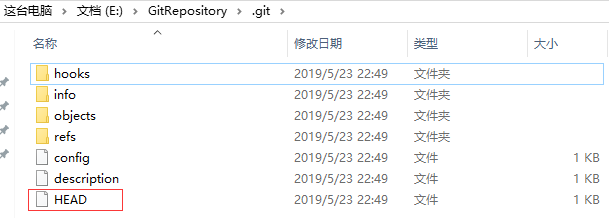 这台电脑 > 文档 (E:) > GitRepository > .git >
名称 修改日期 类型 大小
hooks 2019/5/23 22:49 文件夹
info 2019/5/23 22:49 文件夹
objects 2019/5/23 22:49 文件夹
refs 2019/5/23 22:49 文件夹
config 2019/5/23 22:49 文件 1 KB
description 2019/5/23 22:49 文件 1 KB
HEAD 2019/5/23 22:49 文件 1 KB